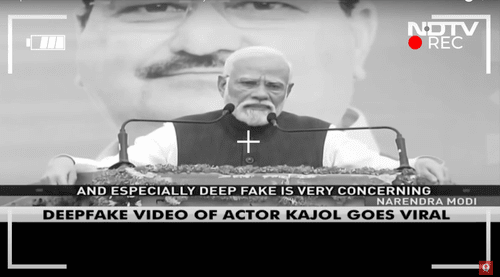 NDTV
REC
AND ESPECIALLY DEEP FAKE IS VERY CONCERNING
NARENDRA MODI
DEEPFAKE VIDEO OF ACTOR KAJOL GOES VIRAL